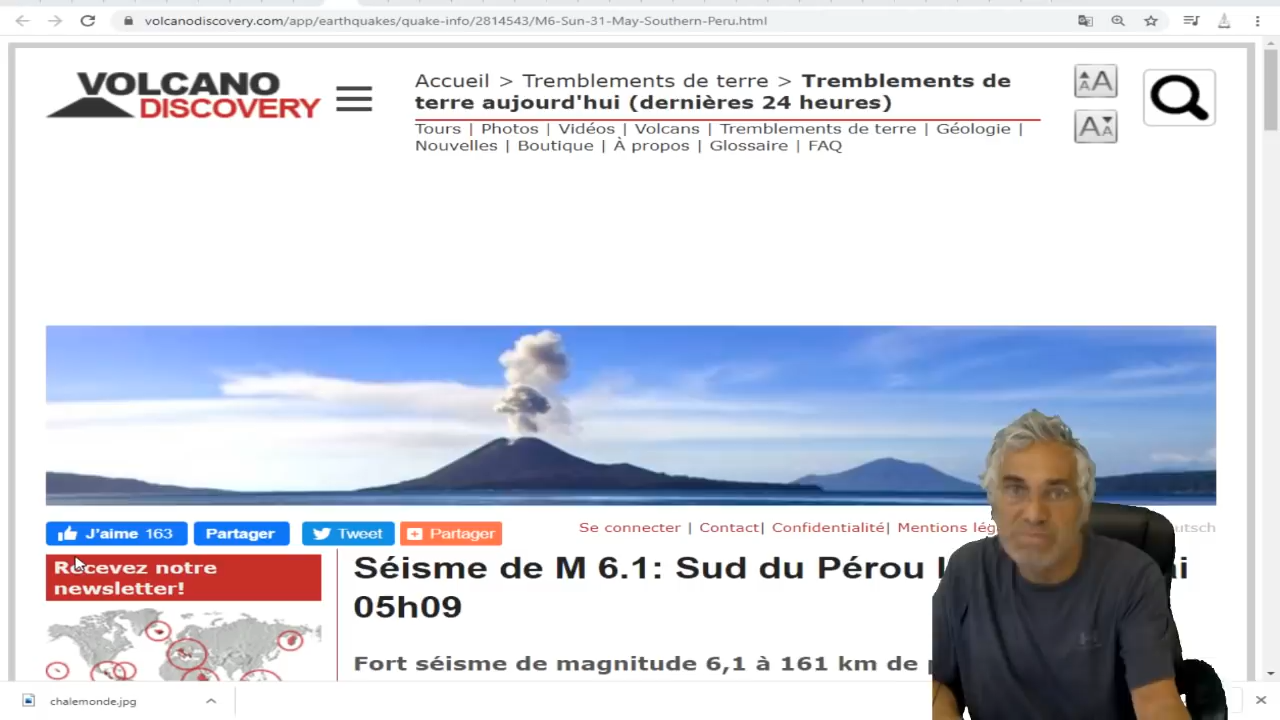 volcanodiscovery.com/app/earthquakes/quake-info/2814543/M6-Sun-31-May-Southern-Peru.html
VOLCANO
DISCOVERY
Accueil > Tremblements de terre > Tremblements de
terre aujourd'hui (dernières 24 heures)
Tours | Photos | Vidéos | Volcans | Tremblements de terre | Géologie |
Nouvelles | Boutique | À propos | Glossaire | FAQ
AA
AA
J'aime 163
Partager
Tweet
Partager
Se connecter | Contact| Confidentialité| Mentions lég utsch
Recevez notre
newsletter!
Séisme de M 6.1: Sud du Pérou
05h09
Fort séisme de magnitude 6,1 à 161 km de
chalemonde.jpg